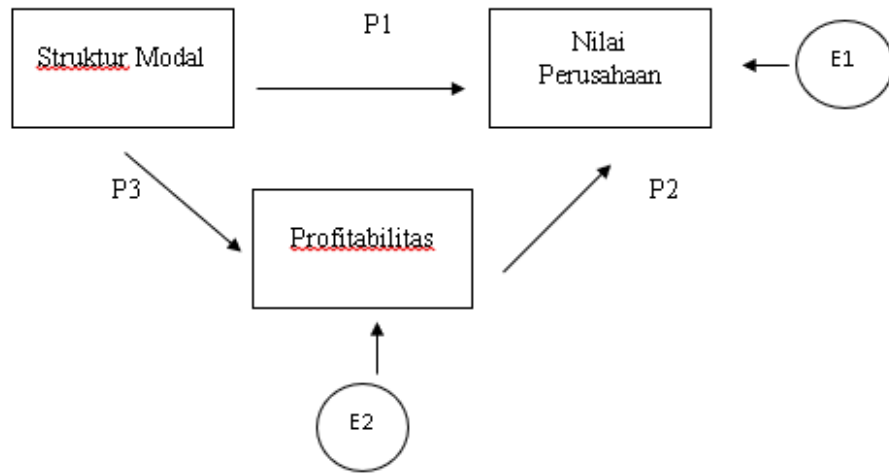 P1
Struktur Modal
Nilai
Perusahaan
E1
P3
P2
Profitabilitas
E2